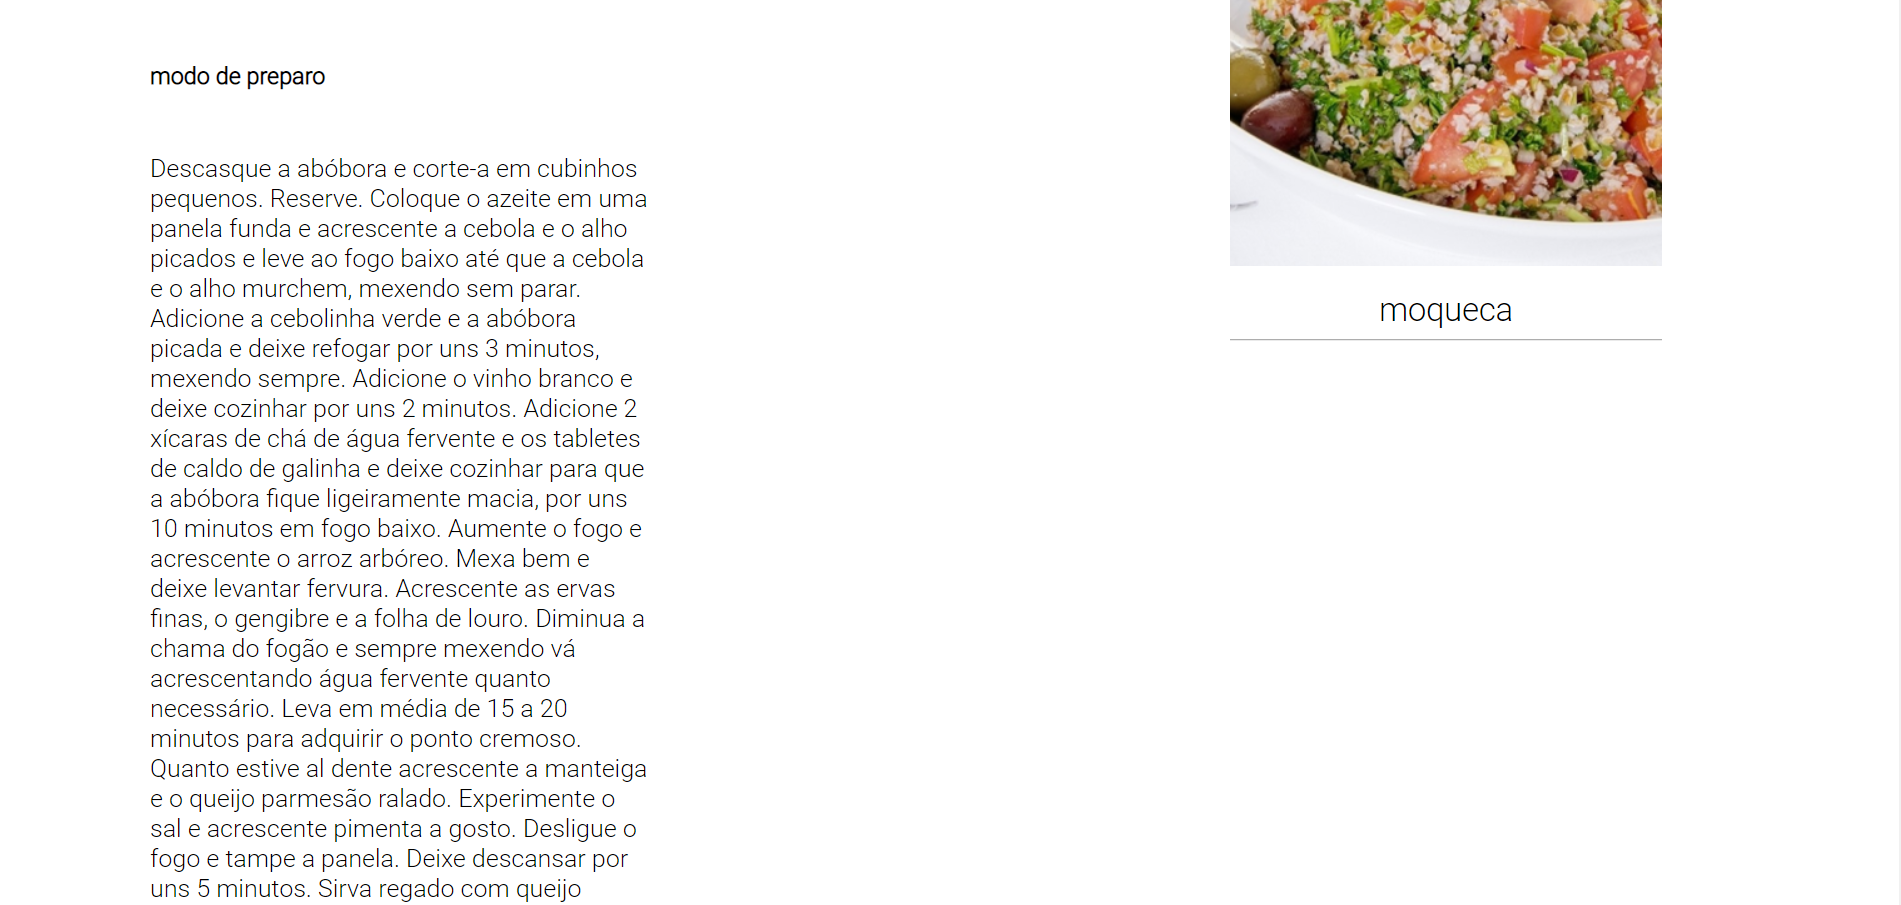 modo de preparo
Descasque a abóbora e corte-a em cubinhos
pequenos. Reserve. Coloque o azeite em uma
panela funda e acrescente a cebola e o alho
picados e leve ao fogo baixo até que a cebola
e o alho murchem, mexendo sem parar.
Adicione a cebolinha verde e a abóbora
picada e deixe refogar por uns 3 minutos,
mexendo sempre. Adicione o vinho branco e
deixe cozinhar por uns 2 minutos. Adicione 2
xícaras de chá de água fervente e os tabletes
de caldo de galinha e deixe cozinhar para que
a abóbora fique ligeiramente macia, por uns
10 minutos em fogo baixo. Aumente o fogo e
acrescente o arroz arbóreo. Mexa bem e
deixe levantar fervura. Acrescente as ervas
finas, o gengibre e a folha de louro. Diminua a
chama do fogão e sempre mexendo vá
acrescentando água fervente quanto
necessário. Leva em média de 15 a 20
minutos para adquirir o ponto cremoso.
Quanto estive al dente acrescente a manteiga
e o queijo parmesão ralado. Experimente o
sal e acrescente pimenta a gosto. Desligue o
fogo e tampe a panela. Deixe descansar por
uns 5 minutos. Sirva regado com queijo
moqueca